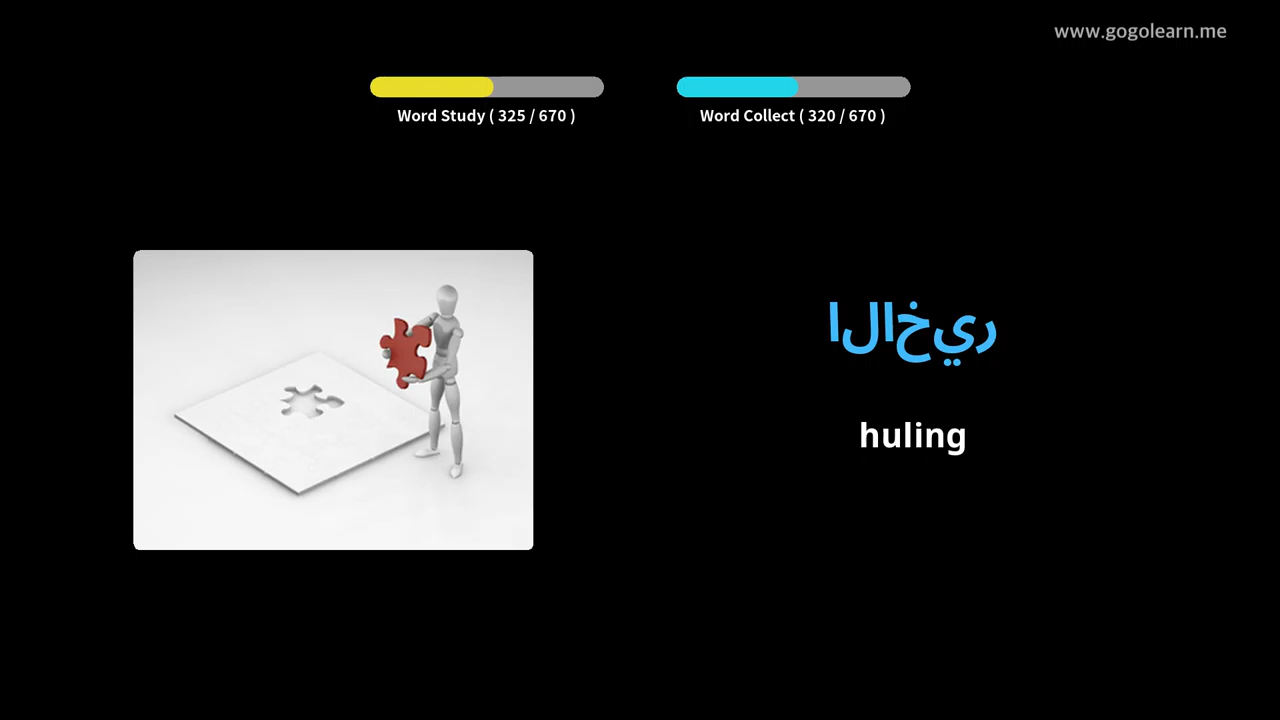 www.gogolearn.me
Word Study ( 325 / 670 )
Word Collect ( 320 / 670 )
الاخير
huling